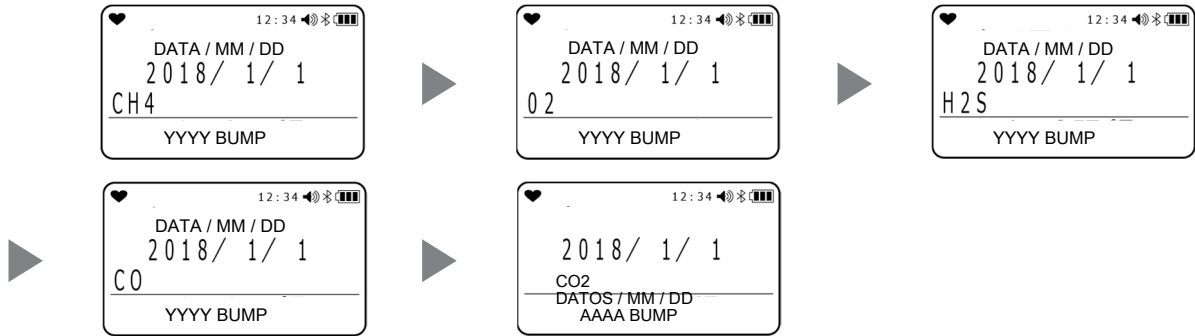 12:34
DATA / MM / DD
2018/ 1/ 1
CH4
YYYY BUMP
12:34
DATA / MM / DD
2018/ 1/ 1
O2
YYYY BUMP
12:34
DATA / MM / DD
2018/ 1/ 1
H2S
YYYY BUMP
12:34
DATA / MM / DD
2018/ 1/ 1
CO
YYYY BUMP
12:34
2018/ 1/ 1
CO2
DATOS / MM / DD
AAAA BUMP